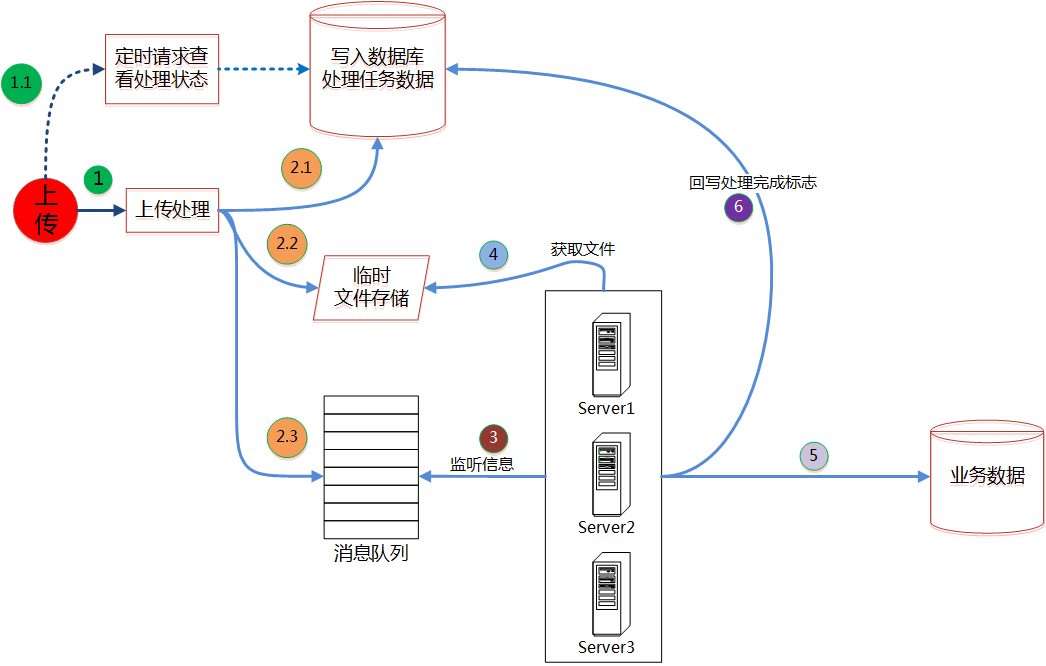 1.1
定时请求查
看处理状态
写入数据库
处理任务数据
上
传
1
上传处理
2.1
2.2
临时
文件存储
4
获取文件
回写处理完成标志
6
Server1
2.3
3
监听信息
消息队列
Server2
5
业务数据
Server3